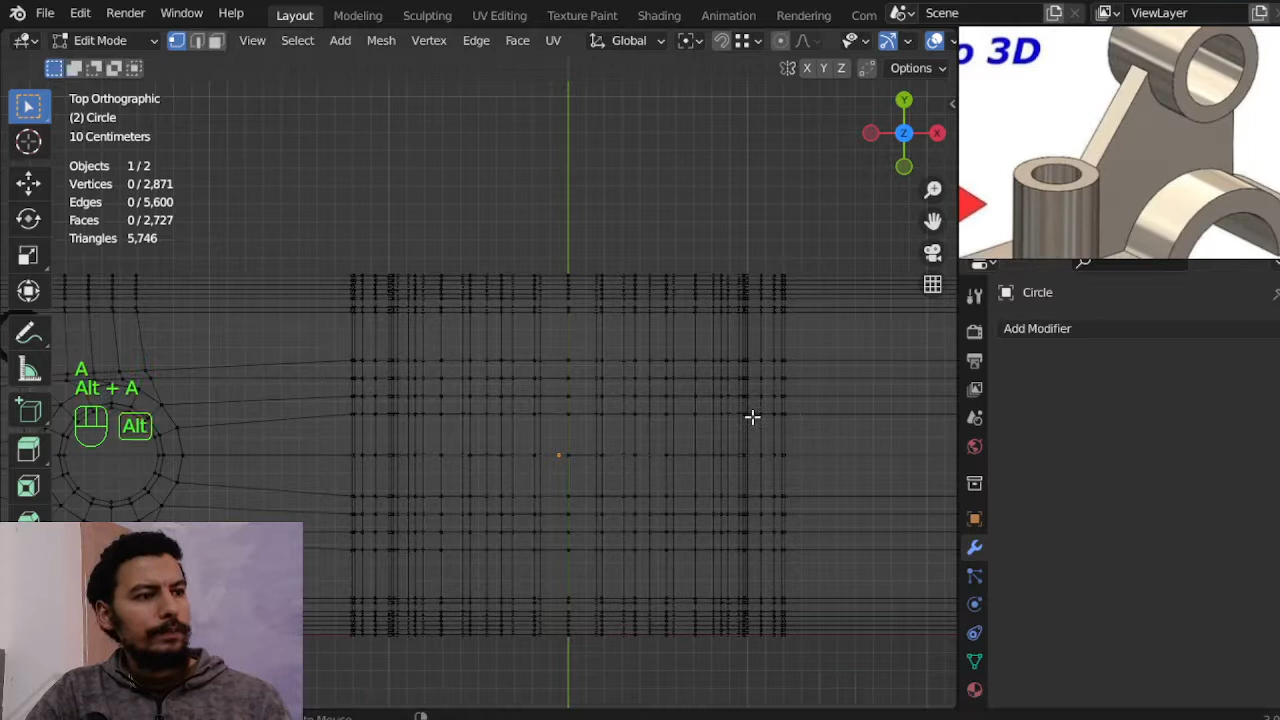 File Edit Render Window Help Layout Modeling Sculpting UV Editing Texture Paint Shading Animation Rendering Com Scene ViewLayer
Edit Mode View Select Add Mesh Vertex Edge Face UV Global
X Y Z Options
o 3D
Top Orthographic
(2) Circle
10 Centimeters
Objects 1 / 2
Vertices 0 / 2,871
Edges 0 / 5,600
Faces 0 / 2,727
Triangles 5,746
Y
X
Z
Circle
Add Modifier
A
Alt + A
Alt